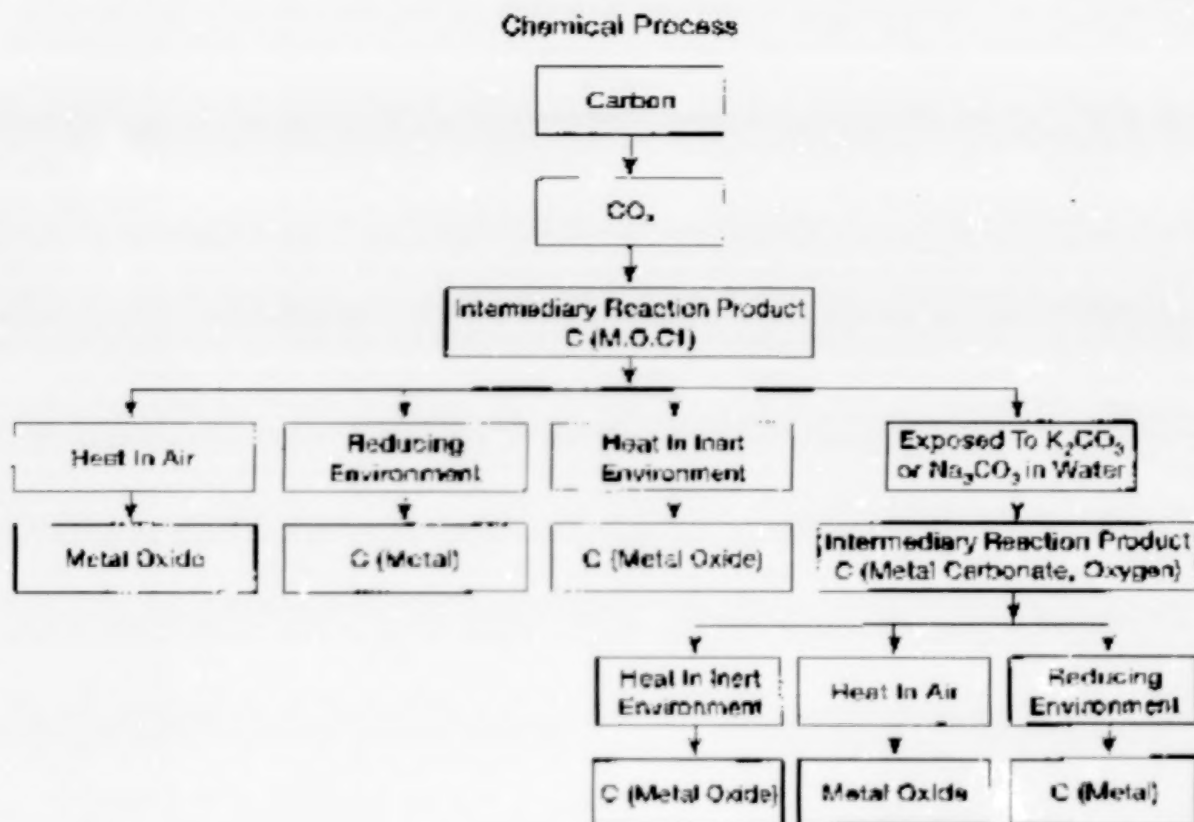 Chemical Process
Carbon
COₓ
Intermediary Reaction Product
C (M.O.C1)
Heat In Air
Reducing
Environment
Heat In Inert
Environment
Exposed To K₂CO₃
or Na₂CO₃ in Water
Metal Oxide
C (Metal)
C (Metal Oxide)
Intermediary Reaction Product
C (Metal Carbonate, Oxygen)
Heat In Inert
Environment
Heat In Air
Reducing
Environment
C (Metal Oxide)
Metal Oxide
C (Metal)